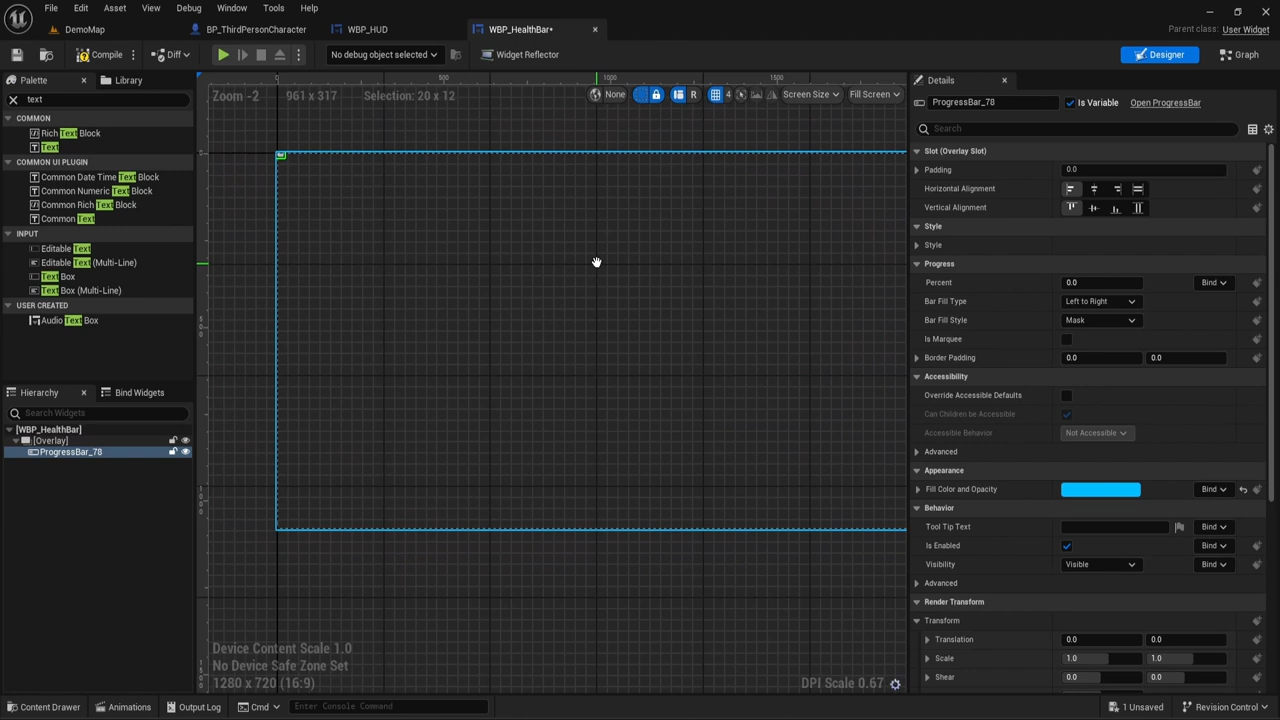 File Edit Asset View Debug Window Tools Help
DemoMap BP_ThirdPersonCharacter WBP_HUD WBP_HealthBar*
Parent class: User Widget
Compile Diff No debug object selected Widget Reflector Designer Graph
Palette Library
text
COMMON
Rich Text Block
Text
COMMON UI PLUGIN
Common Date Time Text Block
Common Numeric Text Block
Common Rich Text Block
Common Text
INPUT
Editable Text
Editable Text (Multi-Line)
Text Box
Text Box (Multi-Line)
USER CREATED
Audio Text Box
Hierarchy Bind Widgets
Search Widgets
[WBP_HealthBar]
[Overlay]
ProgressBar_78
0 500 1000 1500
Zoom -2 961 x 317 Selection: 20 x 12 None R 4 Screen Size Fill Screen
0
500
Device Content Scale 1.0
No Device Safe Zone Set
1280 x 720 (16:9)
DPI Scale 0.67
Details
ProgressBar_78 Is Variable Open ProgressBar
Search
Slot (Overlay Slot)
Padding 0.0
Horizontal Alignment
Vertical Alignment
Style
Style
Progress
Percent 0.0 Bind
Bar Fill Type Left to Right
Bar Fill Style Mask
Is Marquee
Border Padding 0.0 0.0
Accessibility
Override Accessible Defaults
Can Children be Accessible
Accessible Behavior Not Accessible
Advanced
Appearance
Fill Color and Opacity Bind
Behavior
Tool Tip Text Bind
Is Enabled Bind
Visibility Visible Bind
Advanced
Render Transform
Transform
Translation 0.0 0.0
Scale 1.0 1.0
Shear 0.0 0.0
Content Drawer Animations Output Log Cmd Enter Console Command 1 Unsaved Revision Control